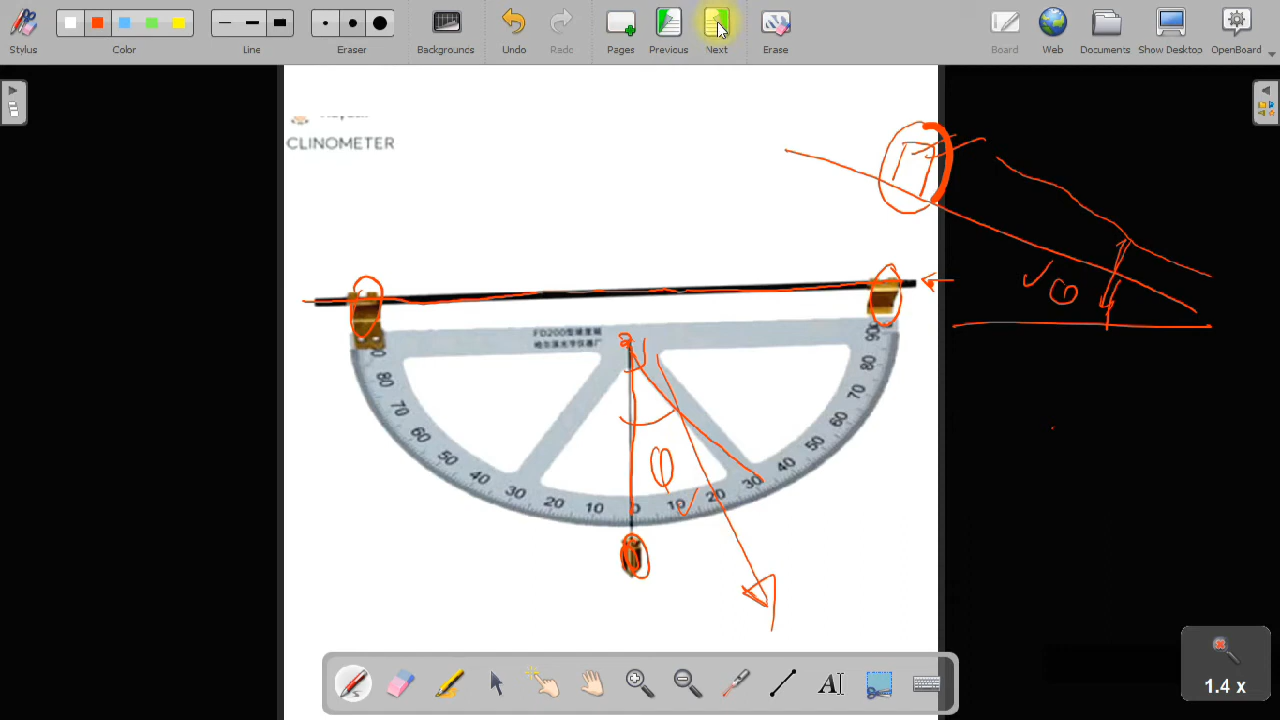 Stylus
Color
Line
Eraser
Backgrounds
Undo
Redo
Pages
Previous
Next
Erase
Board
Web
Documents
Show Desktop
OpenBoard
CLINOMETER
0 80 70 60 50 40 30 20 10 0 10 20 30 40 50 60 70 80 90
θ
1.4 x